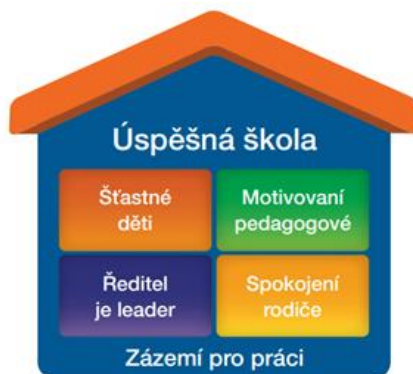 Úspěšná škola
Šťastné
děti
Motivovaní
pedagogové
Ředitel
je leader
Spokojení
rodiče
Zázemí pro práci